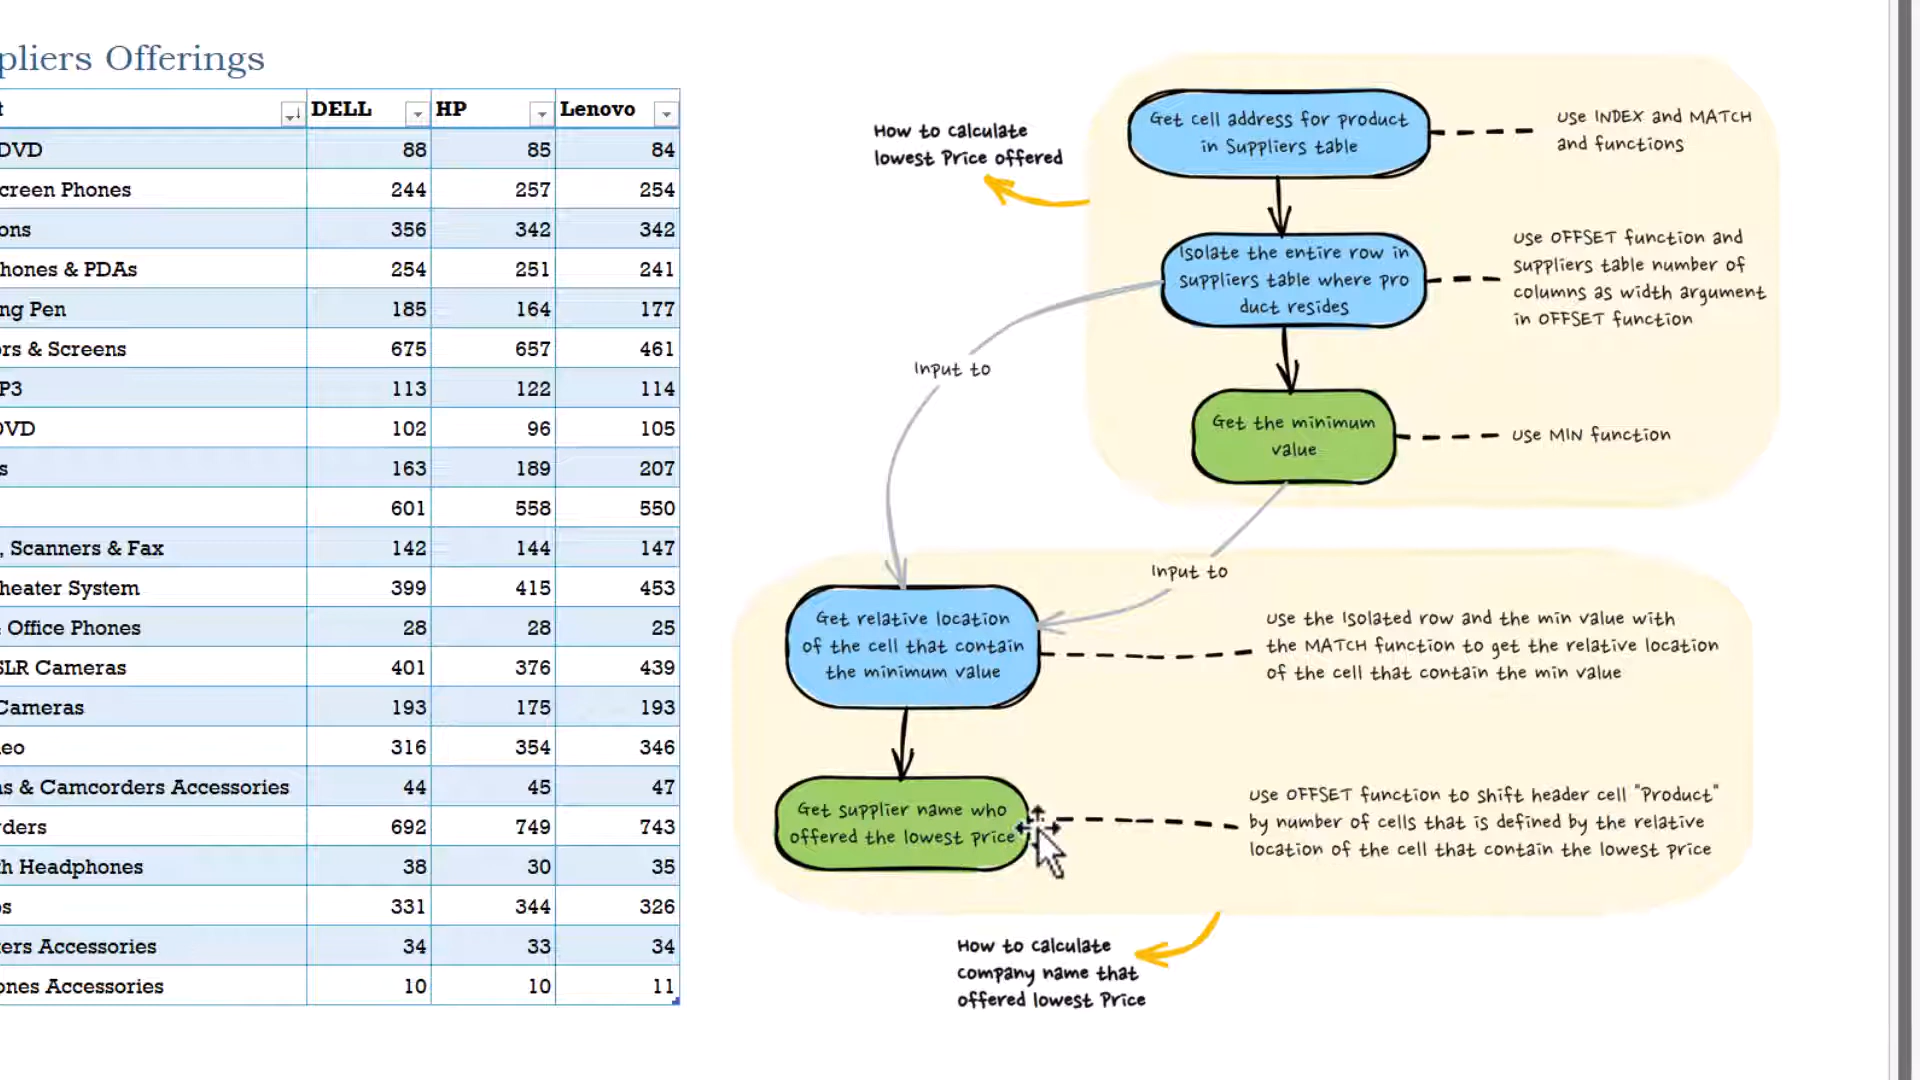 pliers Offerings
t DELL HP Lenovo
DVD 88 85 84
creen Phones 244 257 254
ons 356 342 342
hones & PDAs 254 251 241
ng Pen 185 164 177
ors & Screens 675 657 461
P3 113 122 114
DVD 102 96 105
s 163 189 207
601 558 550
, Scanners & Fax 142 144 147
heater System 399 415 453
Office Phones 28 28 25
SLR Cameras 401 376 439
Cameras 193 175 193
eo 316 354 346
as & Camcorders Accessories 44 45 47
rders 692 749 743
th Headphones 38 30 35
os 331 344 326
ters Accessories 34 33 34
ones Accessories 10 10 11
How to calculate
lowest Price offered
Get cell address for product
in Suppliers table
Use INDEX and MATCH
and functions
Isolate the entire row in
suppliers table where pro
duct resides
Use OFFSET function and
suppliers table number of
columns as width argument
in OFFSET function
Input to
Get the minimum
value
Use MIN function
Input to
Get relative location
of the cell that contain
the minimum value
Use the Isolated row and the min value with
the MATCH function to get the relative location
of the cell that contain the min value
Get supplier name who
offered the lowest Price
Use OFFSET function to shift header cell "Product"
by number of cells that is defined by the relative
location of the cell that contain the lowest price
How to calculate
company name that
offered lowest Price